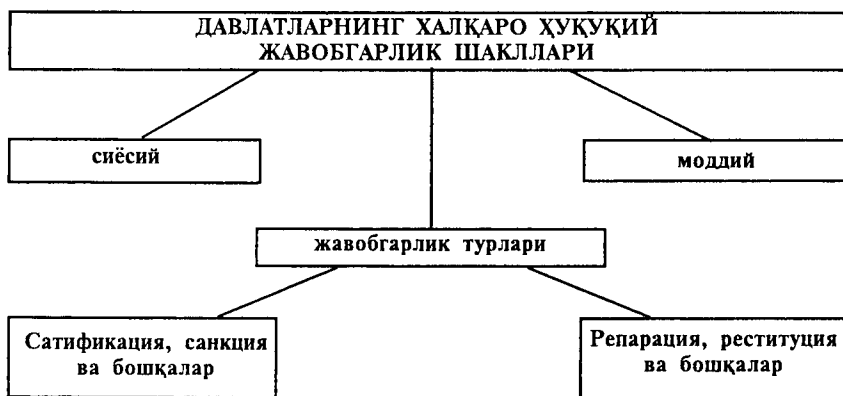 ДАВЛАТЛАРНИНГ ХАЛҚАРО ҲУҚУҚИЙ
ЖАВОБГАРЛИК ШАКЛЛАРИ
сиёсий
моддий
жавобгарлик турлари
Сатификация, санкция
ва бошқалар
Репарация, реституция
ва бошқалар